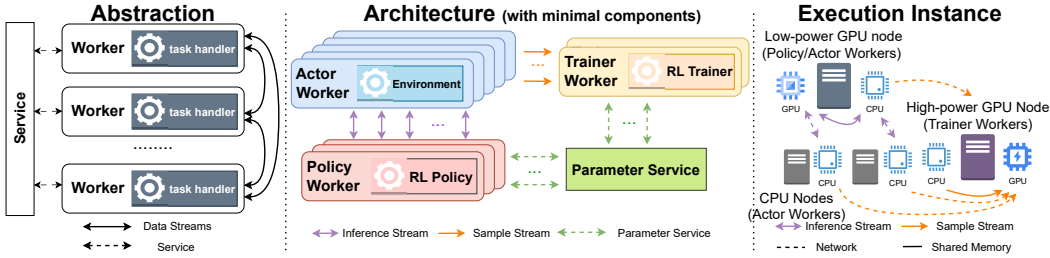 Abstraction
Service
Worker
task handler
Worker
task handler
........
Worker
task handler
Data Streams
Service
Architecture (with minimal components)
Actor
Worker
Environment
...
Trainer
Worker
RL Trainer
...
...
Policy
Worker
RL Policy
...
Parameter Service
Inference Stream
Sample Stream
Parameter Service
Execution Instance
Low-power GPU node
(Policy/Actor Workers)
GPU
CPU
High-power GPU Node
(Trainer Workers)
CPU
CPU
CPU
GPU
CPU Nodes
(Actor Workers)
Inference Stream
Sample Stream
Network
Shared Memory